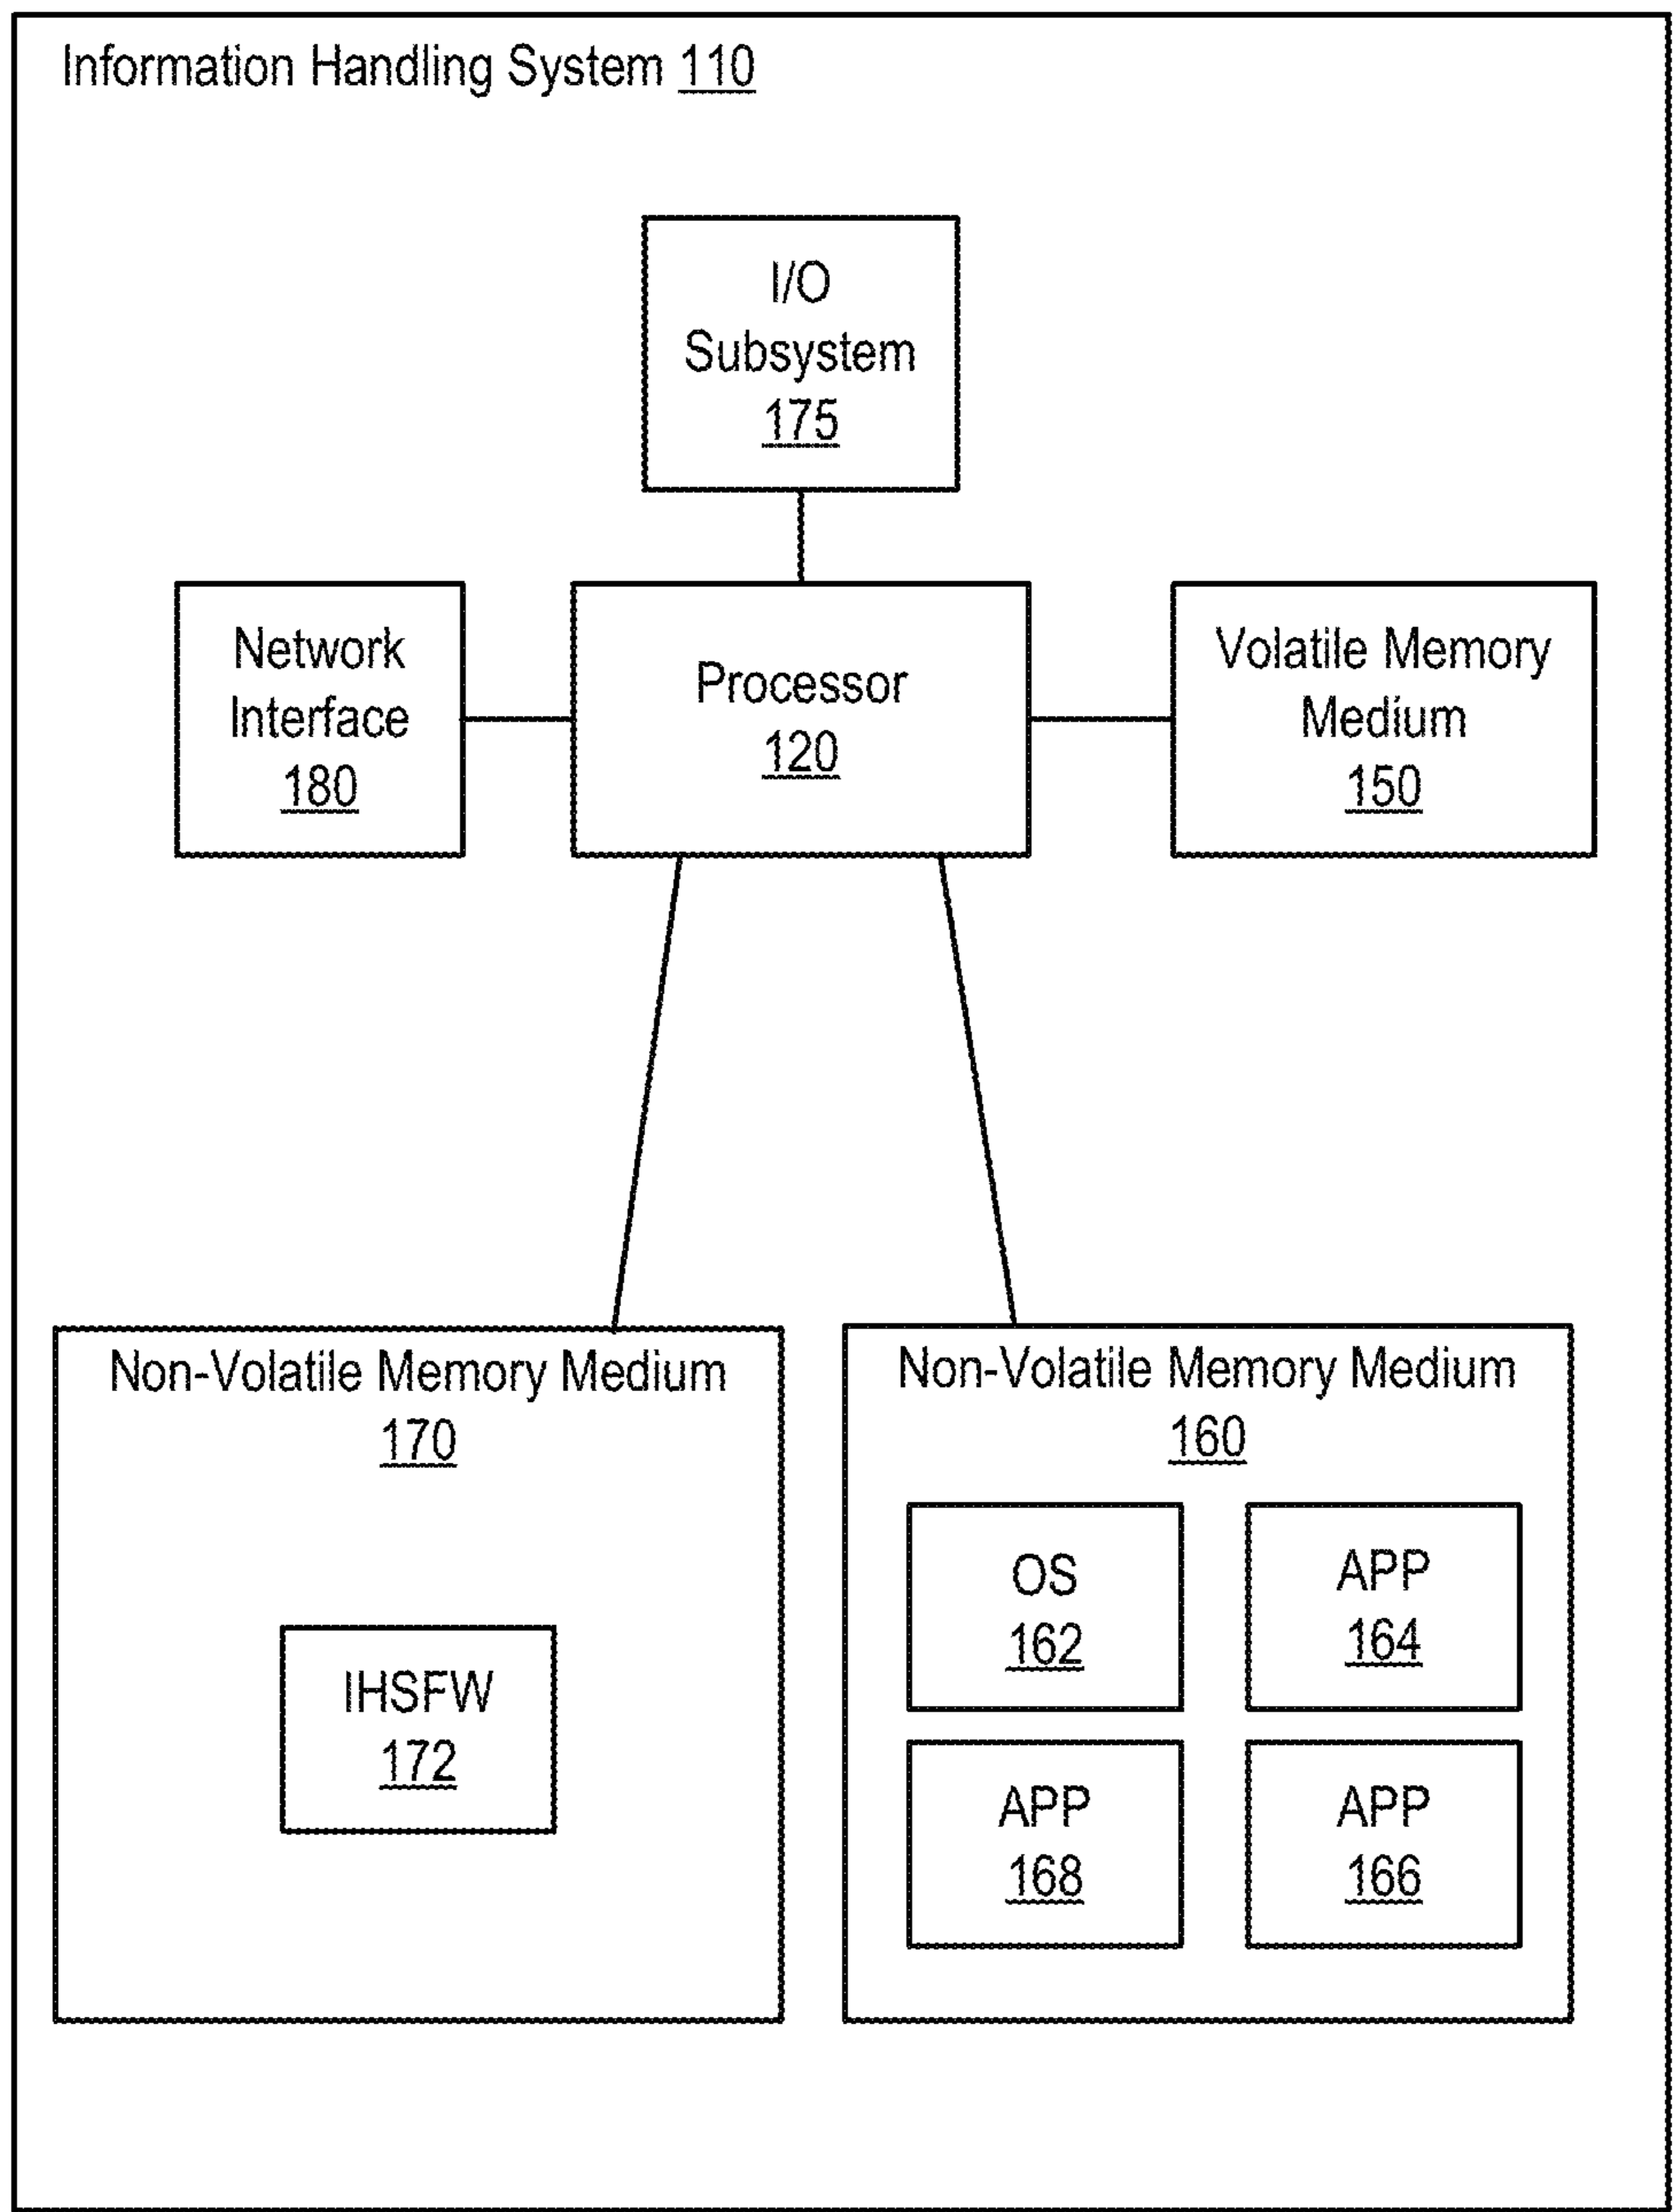 Information Handling System 110
I/O
Subsystem
175
Network
Interface
180
Processor
120
Volatile Memory
Medium
150
Non-Volatile Memory Medium
170
IHSFW
172
Non-Volatile Memory Medium
160
OS
162
APP
164
APP
168
APP
166